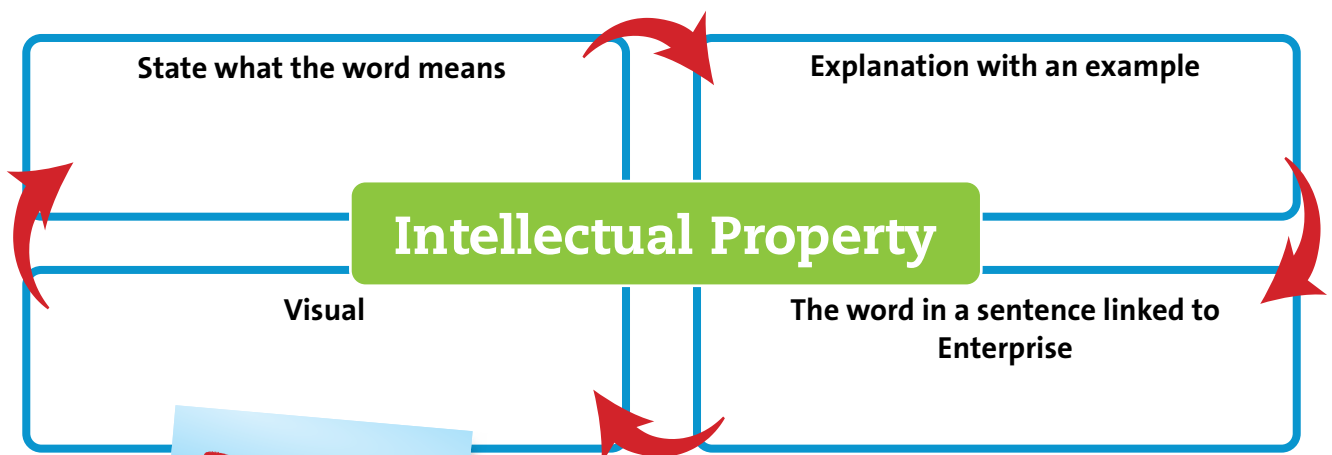 State what the word means
Explanation with an example
Intellectual Property
Visual
The word in a sentence linked to
Enterprise